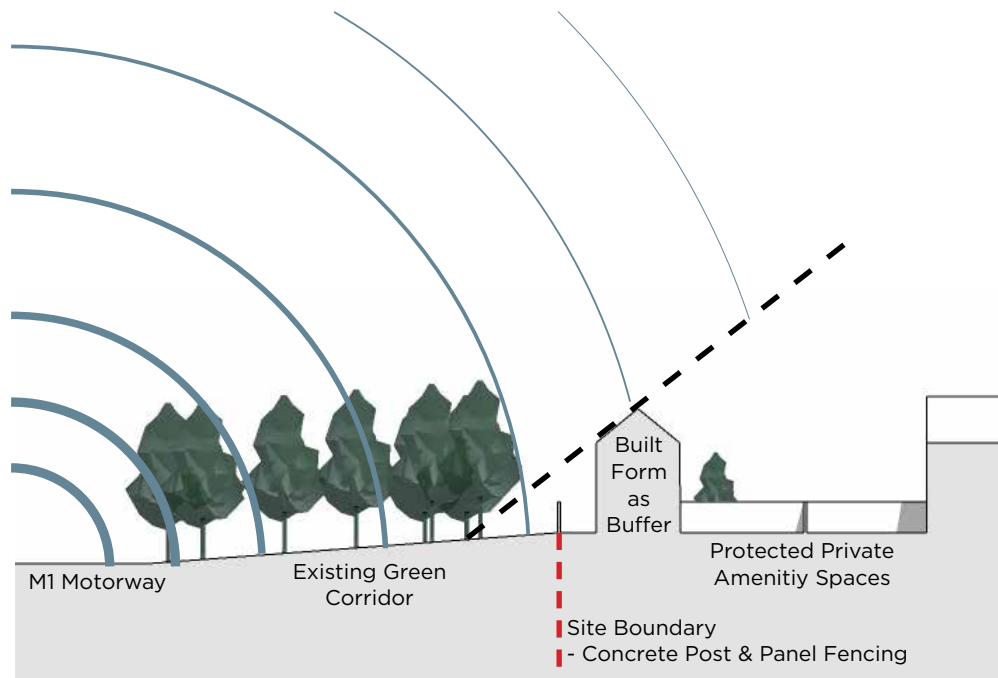 Built
Form
as
Buffer
M1 Motorway
Existing Green
Corridor
Protected Private
Amenitiy Spaces
Site Boundary
- Concrete Post & Panel Fencing